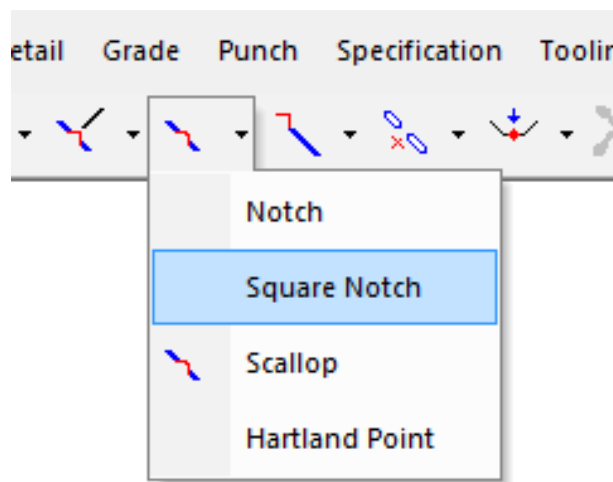 etail Grade Punch Specification Toolin
Notch
Square Notch
Scallop
Hartland Point